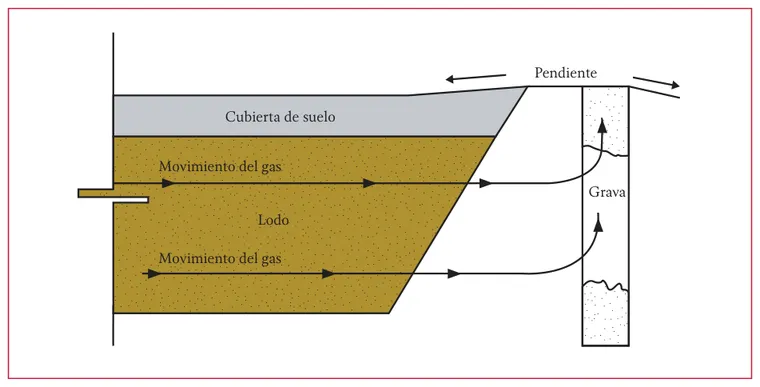 Pendiente
Cubierta de suelo
Movimiento del gas
Grava
Lodo
Movimiento del gas